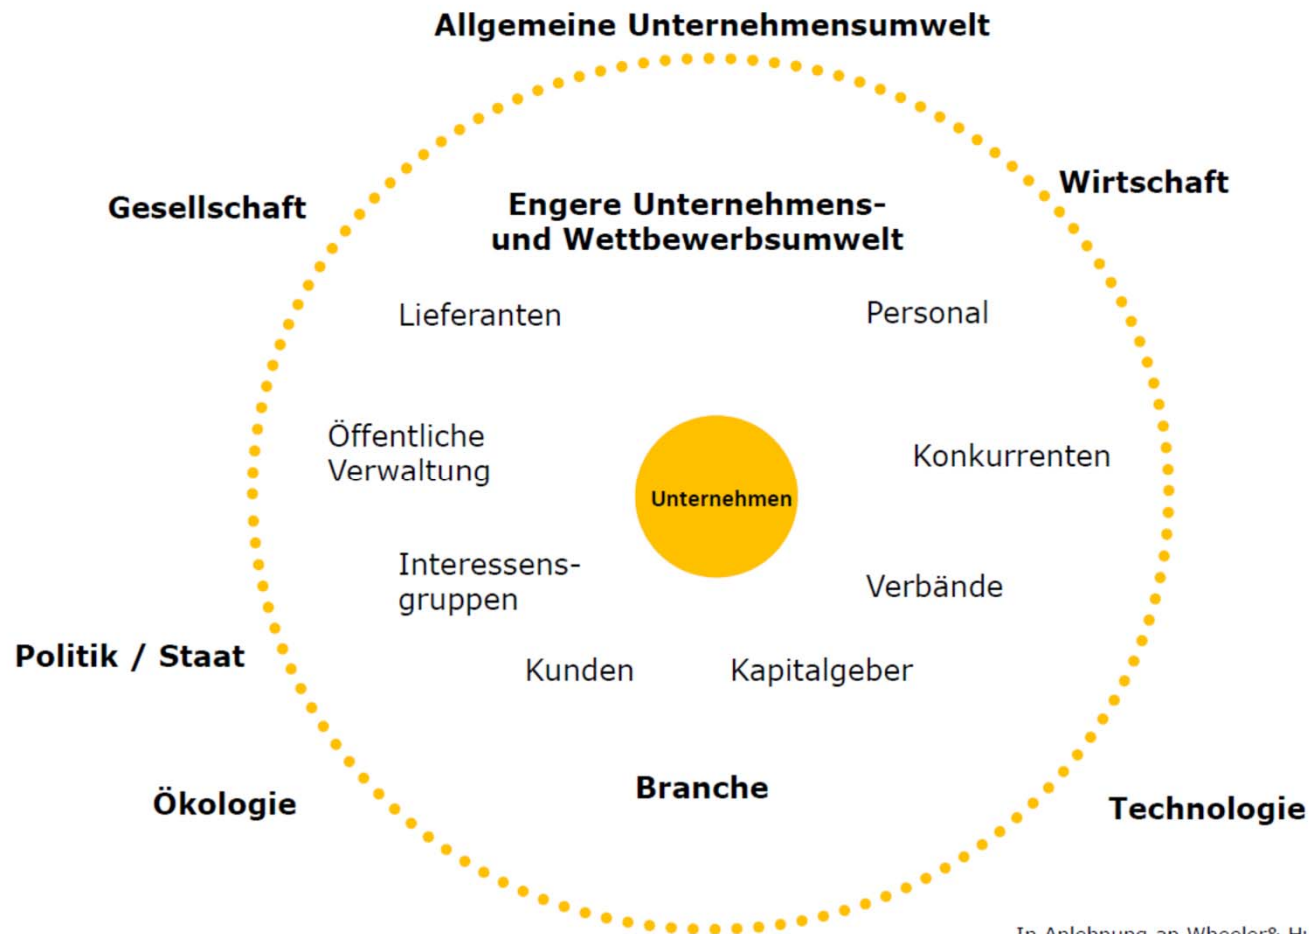 Allgemeine Unternehmensumwelt
Wirtschaft
Gesellschaft
Engere Unternehmens-
und Wettbewerbsumwelt
Lieferanten
Personal
Öffentliche
Verwaltung
Konkurrenten
Unternehmen
Interessens-
gruppen
Verbände
Politik / Staat
Kunden
Kapitalgeber
Branche
Ökologie
Technologie
In Anlehnung an Wheeler&